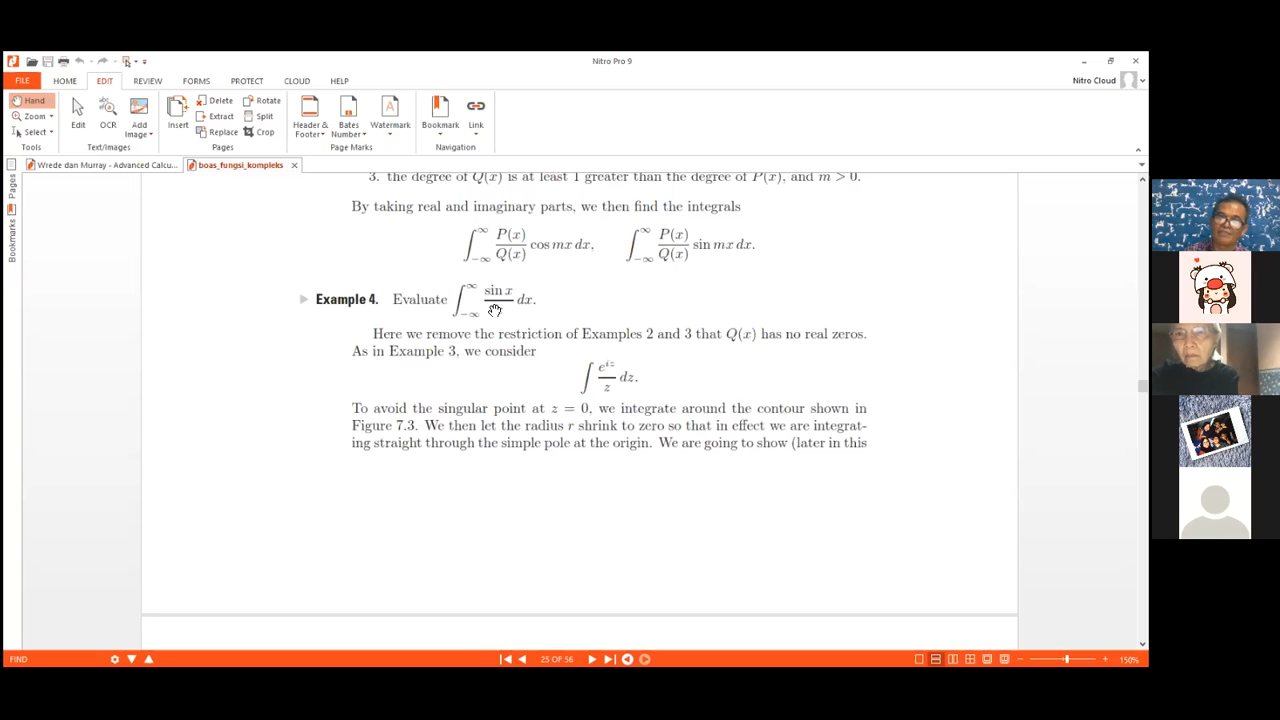 Nitro Pro 9
FILE HOME EDIT REVIEW FORMS PROTECT CLOUD HELP
Nitro Cloud
Hand
Zoom
Select
Tools
Edit
OCR
Add Image
Text/Images
Insert
Delete
Extract
Replace
Rotate
Split
Crop
Pages
Header & Footer
Bates Number
Watermark
Page Marks
Bookmark
Link
Navigation
Wrede dan Murray - Advanced Calcu...
boas_fungsi_kompleks
Pages
Bookmarks
3. the degree of Q(x) is at least 1 greater than the degree of P(x), and m > 0.
By taking real and imaginary parts, we then find the integrals
∫_{-∞}^{∞} P(x)/Q(x) cos mx dx, ∫_{-∞}^{∞} P(x)/Q(x) sin mx dx.
Example 4. Evaluate ∫_{-∞}^{∞} sin x/ dx.
Here we remove the restriction of Examples 2 and 3 that Q(x) has no real zeros.
As in Example 3, we consider
∫ e^{iz}/z dz.
To avoid the singular point at z = 0, we integrate around the contour shown in
Figure 7.3. We then let the radius r shrink to zero so that in effect we are integrat-
ing straight through the simple pole at the origin. We are going to show (later in this
FIND
25 OF 56
150%